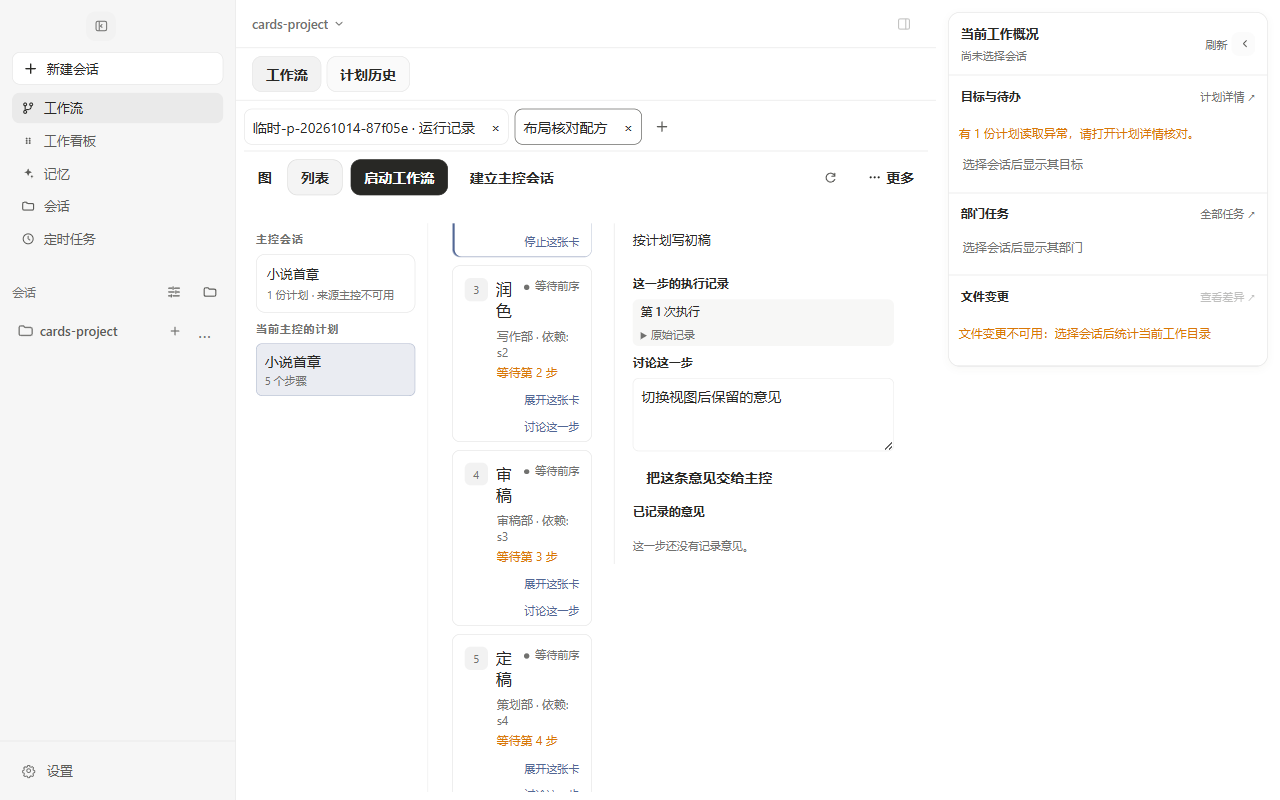 新建会话
工作流
工作看板
记忆
会话
定时任务
会话
cards-project
设置
cards-project
工作流
计划历史
临时-p-20261014-87f05e · 运行记录
布局核对配方
图
列表
启动工作流
建立主控会话
更多
主控会话
小说首章
1 份计划 · 来源主控不可用
当前主控的计划
小说首章
5 个步骤
停止这张卡
3
润色
等待前序
写作部 · 依赖:
s2
等待第 2 步
展开这张卡
讨论这一步
4
审稿
等待前序
审稿部 · 依赖:
s3
等待第 3 步
展开这张卡
讨论这一步
5
定稿
等待前序
策划部 · 依赖:
s4
等待第 4 步
展开这张卡
按计划写初稿
这一步的执行记录
第 1 次执行
原始记录
讨论这一步
切换视图后保留的意见
把这条意见交给主控
已记录的意见
这一步还没有记录意见。
当前工作概况
尚未选择会话
刷新
目标与待办
计划详情
有 1 份计划读取异常，请打开计划详情核对。
选择会话后显示其目标
部门任务
全部任务
选择会话后显示其部门
文件变更
查看差异
文件变更不可用：选择会话后统计当前工作目录